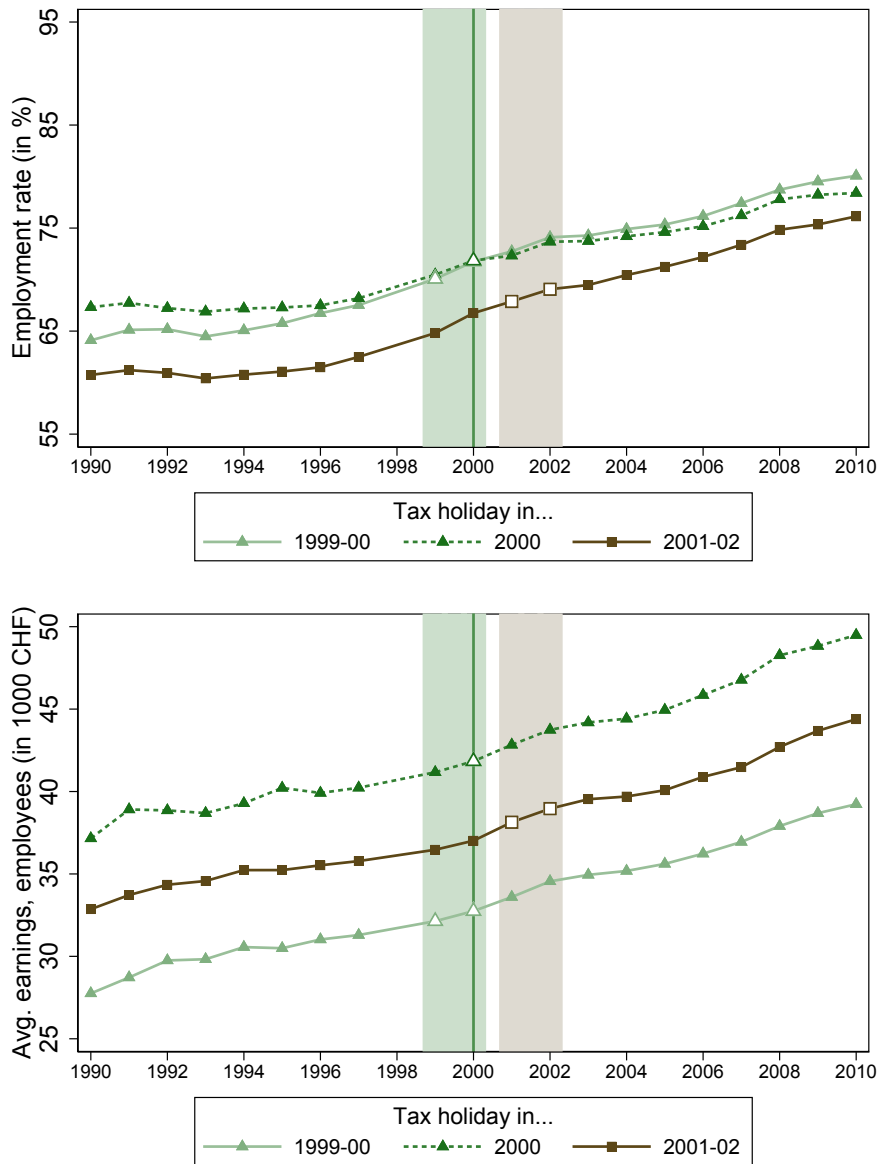 Employment rate (in %)
95
85
75
65
55
1990 1992 1994 1996 1998 2000 2002 2004 2006 2008 2010
Tax holiday in...
1999-00 2000 2001-02
Avg. earnings, employees (in 1000 CHF)
50
45
40
35
30
25
1990 1992 1994 1996 1998 2000 2002 2004 2006 2008 2010
Tax holiday in...
1999-00 2000 2001-02